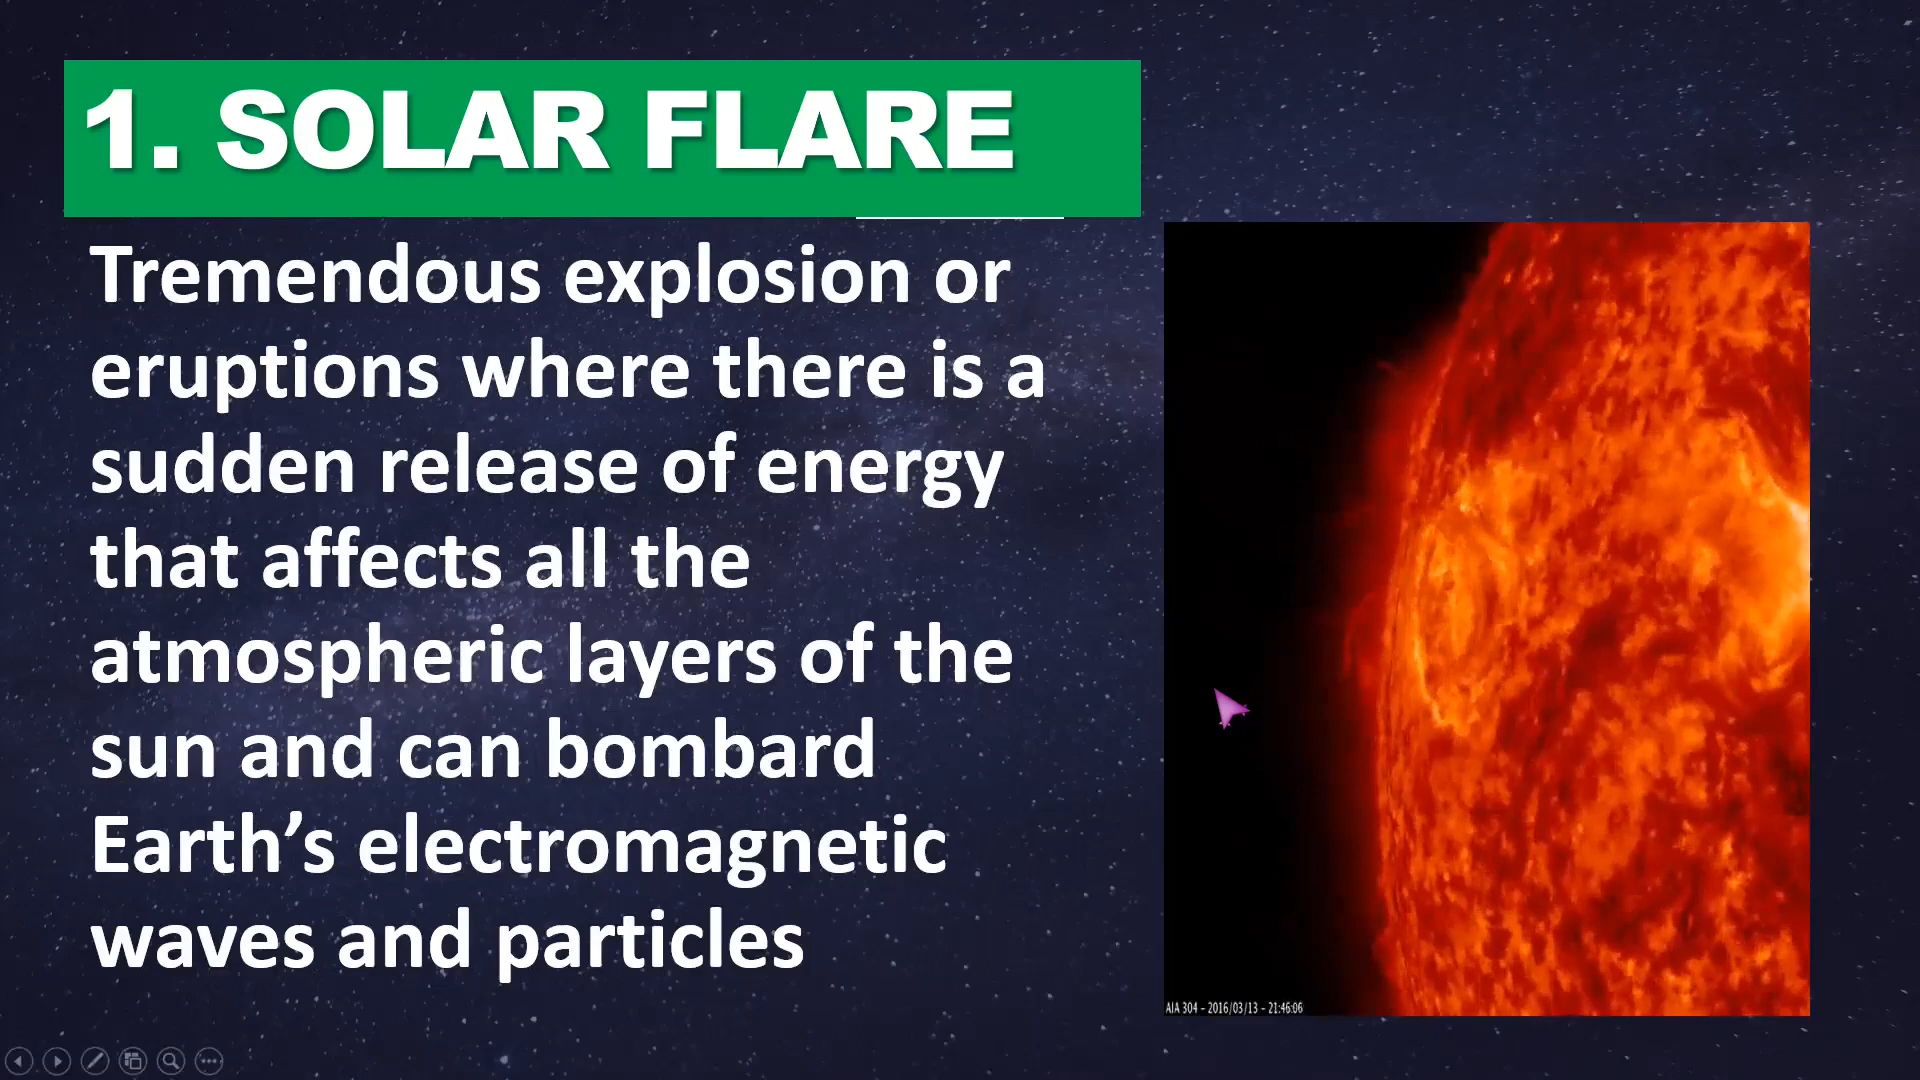 1. SOLAR FLARE
Tremendous explosion or
eruptions where there is a
sudden release of energy
that affects all the
atmospheric layers of the
sun and can bombard
Earth’s electromagnetic
waves and particles
AIA 304 - 2016/03/13 - 21:46:06